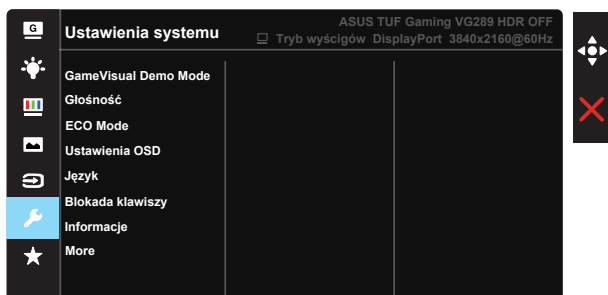 G
Ustawienia systemu
ASUS TUF Gaming VG289 HDR OFF
Tryb wyścigów DisplayPort 3840x2160@60Hz
GameVisual Demo Mode
Głośność
ECO Mode
Ustawienia OSD
Język
Blokada klawiszy
Informacje
More